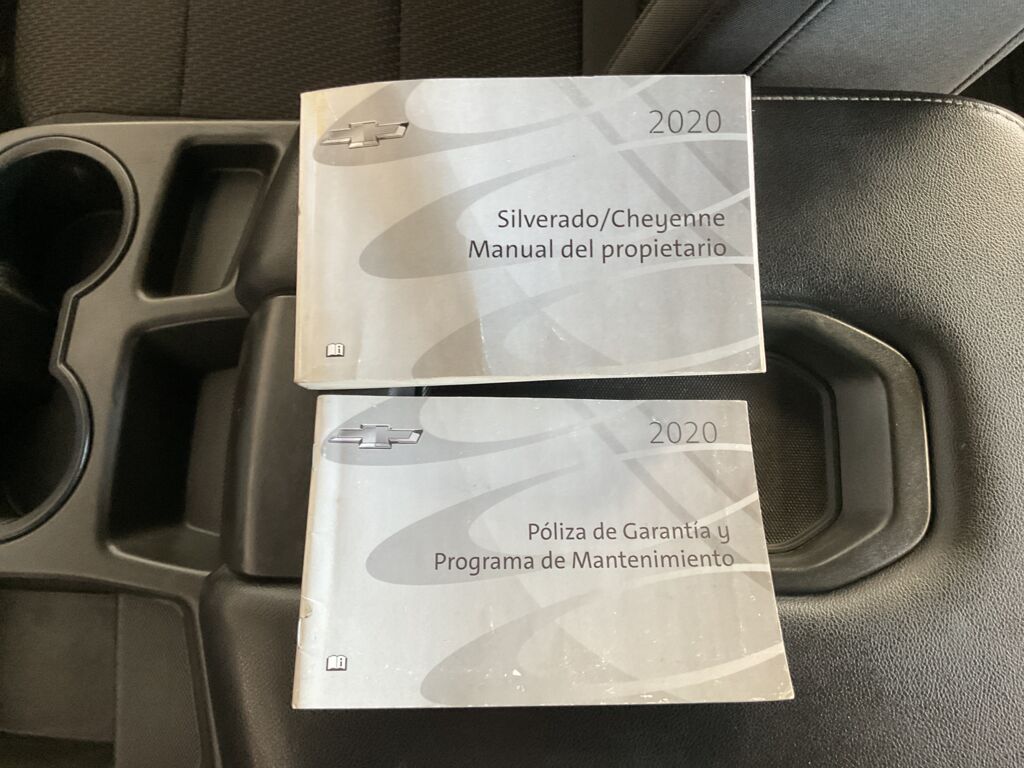 2020
Silverado/Cheyenne
Manual del propietario
2020
Póliza de Garantía y
Programa de Mantenimiento